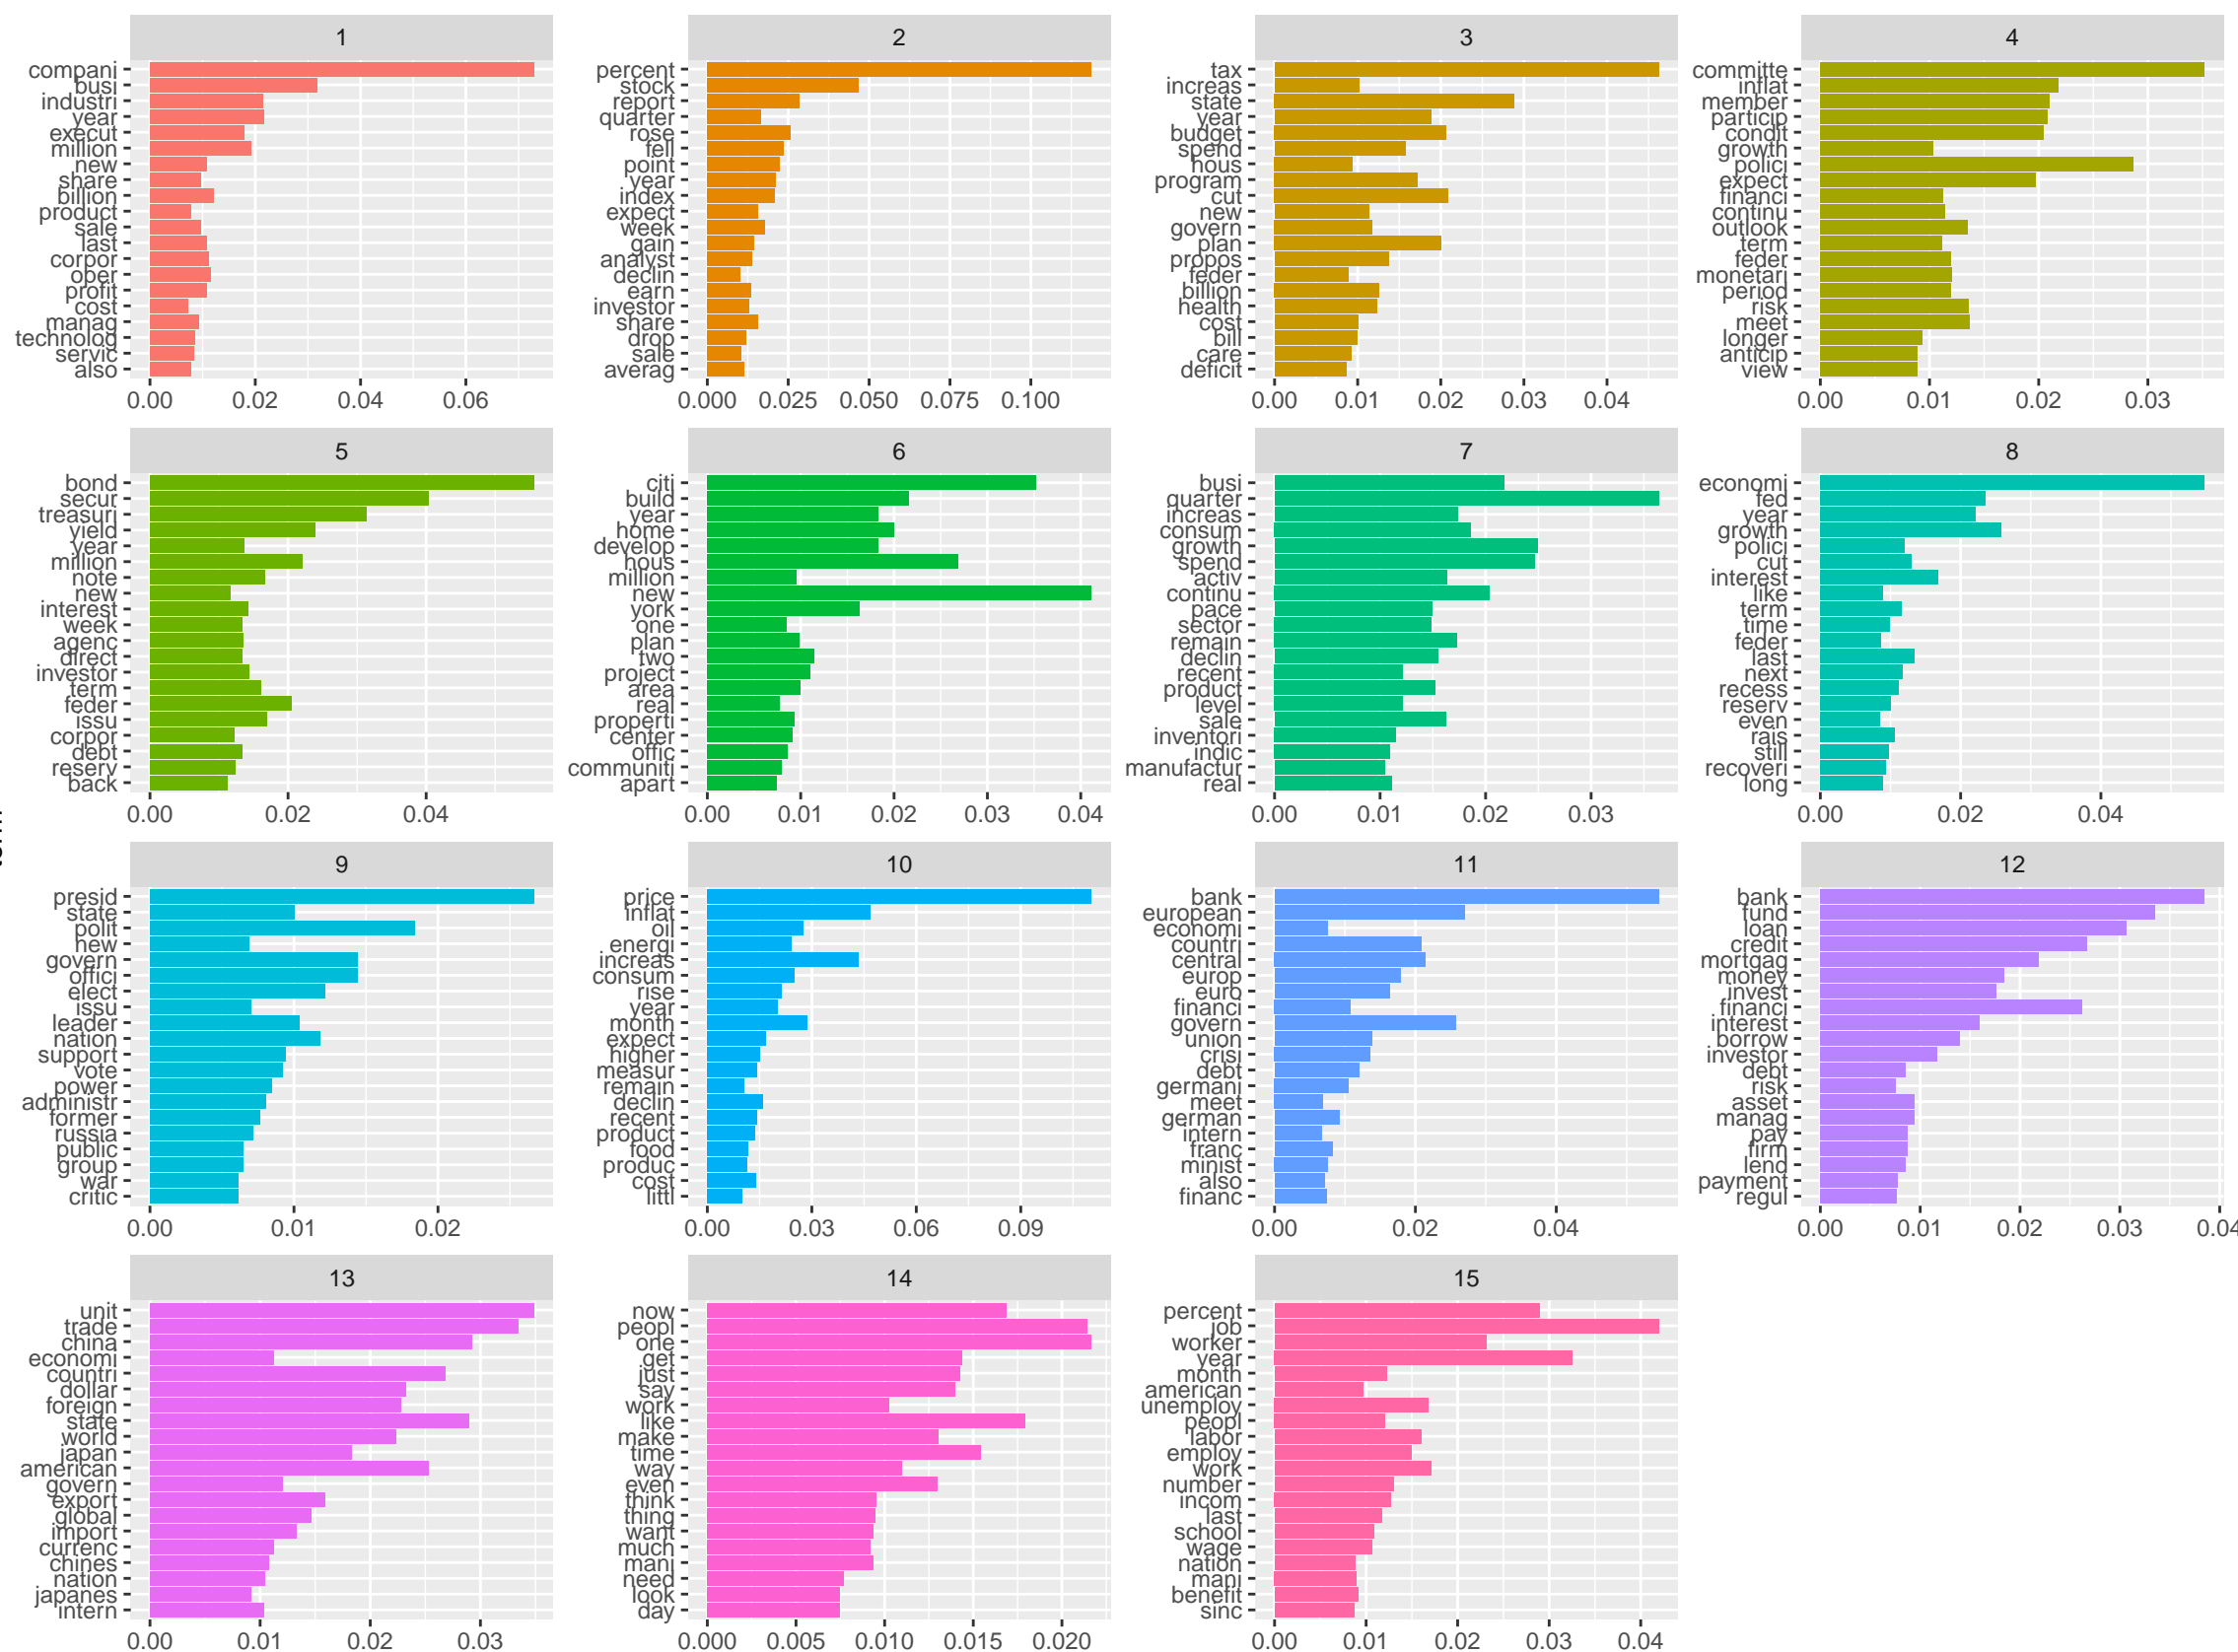 1
compani
busi
industri
year
execut
million
new
share
billion
product
sale
last
corpor
ober
profit
cost
manag
technolog
servic
also
0.00 0.02 0.04 0.06
2
percent
stock
report
quarter
rose
fell
point
year
index
expect
week
gain
analyst
declin
earn
investor
share
drop
sale
averag
0.000 0.025 0.050 0.075 0.100
3
tax
increas
state
year
budget
spend
hous
program
cut
new
govern
plan
propos
feder
billion
health
cost
bill
care
deficit
0.00 0.01 0.02 0.03 0.04
4
committe
inflat
member
particip
condit
growth
polici
expect
financi
continu
outlook
term
feder
monetari
period
risk
meet
longer
anticip
view
0.00 0.01 0.02 0.03
5
bond
secur
treasuri
yield
year
million
note
new
interest
week
agenc
direct
investor
term
feder
issu
corpor
debt
reserv
back
0.00 0.02 0.04
6
citi
build
year
home
develop
hous
million
new
york
one
plan
two
project
area
real
properti
center
offic
communiti
apart
0.00 0.01 0.02 0.03 0.04
7
busi
quarter
increas
consum
growth
spend
activ
continu
pace
sector
remain
declin
recent
product
level
sale
inventori
indic
manufactur
real
0.00 0.01 0.02 0.03
8
economi
fed
year
growth
polici
cut
interest
like
term
time
feder
last
next
recess
reserv
even
rais
still
recoveri
long
0.00 0.02 0.04
9
presid
state
polit
new
govern
offici
elect
issu
leader
nation
support
vote
power
administr
former
russia
public
group
war
critic
0.00 0.01 0.02
10
price
inflat
oil
energi
increas
consum
rise
year
month
expect
higher
measur
remain
declin
recent
product
food
produc
cost
littl
0.00 0.03 0.06 0.09
11
bank
european
economi
countri
central
europ
euro
financi
govern
union
crisi
debt
germani
meet
german
intern
franc
minist
also
financ
0.00 0.02 0.04
12
bank
fund
loan
credit
mortgag
money
invest
financi
interest
borrow
investor
debt
risk
asset
manag
pay
firm
lend
payment
regul
0.00 0.01 0.02 0.03 0.04
13
unit
trade
china
economi
countri
dollar
foreign
state
world
japan
american
govern
export
global
import
currenc
chines
nation
japanes
intern
0.00 0.01 0.02 0.03
14
now
peopl
one
get
just
say
work
like
make
time
way
even
think
thing
want
much
mani
need
look
day
0.000 0.005 0.010 0.015 0.020
15
percent
job
worker
year
month
american
unemploy
peopl
labor
employ
work
number
incom
last
school
wage
nation
mani
benefit
sinc
0.00 0.01 0.02 0.03 0.04